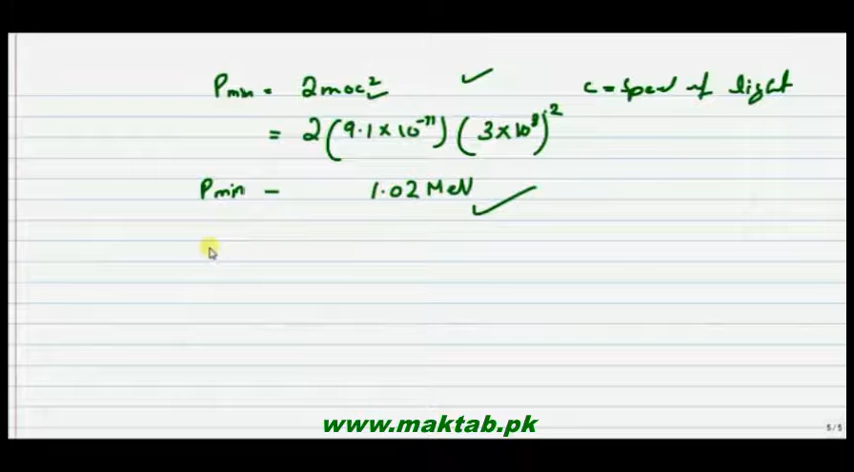 Pmin = 2moc² ✓ c = speed of light
= 2(9.1×10⁻³¹)(3×10⁸)²
Pmin - 1.02 MeV ✓
www.maktab.pk
5/5